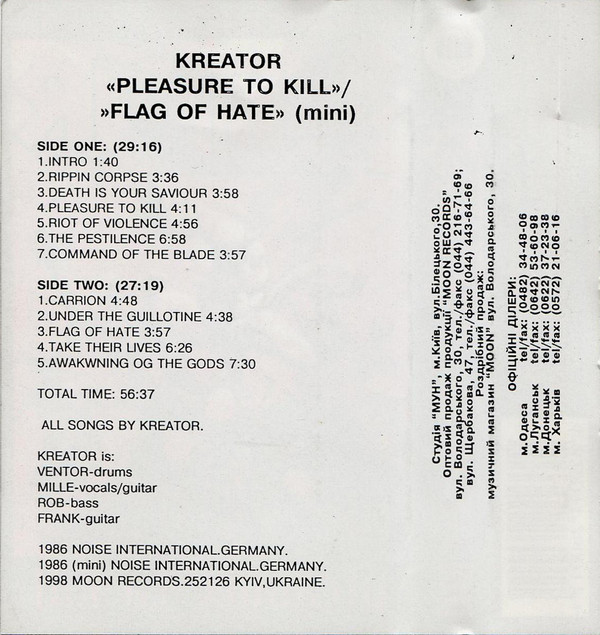 KREATOR
«PLEASURE TO KILL»/
»FLAG OF HATE» (mini)
SIDE ONE: (29:16)
1.INTRO 1:40
2.RIPPIN CORPSE 3:36
3.DEATH IS YOUR SAVIOUR 3:58
4.PLEASURE TO KILL 4:11
5.RIOT OF VIOLENCE 4:56
6.THE PESTILENCE 6:58
7.COMMAND OF THE BLADE 3:57
SIDE TWO: (27:19)
1.CARRION 4:48
2.UNDER THE GUILLOTINE 4:38
3.FLAG OF HATE 3:57
4.TAKE THEIR LIVES 6:26
5.AWAKWNING OG THE GODS 7:30
TOTAL TIME: 56:37
ALL SONGS BY KREATOR.
KREATOR is:
VENTOR-drums
MILLE-vocals/guitar
ROB-bass
FRANK-guitar
1986 NOISE INTERNATIONAL.GERMANY.
1986 (mini) NOISE INTERNATIONAL.GERMANY.
1998 MOON RECORDS.252126 KYIV,UKRAINE.
Студія "МУН", м.Київ, вул.Білецького,30.
Оптовий продаж продукції "MOON RECORDS"
вул. Володарського, 30, тел./факс (044) 216-71-69;
вул. Щербакова, 47, тел./факс (044) 443-64-66
Роздрібний продаж:
музичний магазин "MOON" вул. Володарського, 30.
ОФІЦІЙНІ ДІЛЕРИ:
м.Одеса tel/fax: (0482) 34-48-06
м.Луганськ tel/fax: (0642) 53-60-98
м.Донецьк tel/fax: (0622) 37-23-38
м. Харьків tel/fax: (0572) 21-06-16